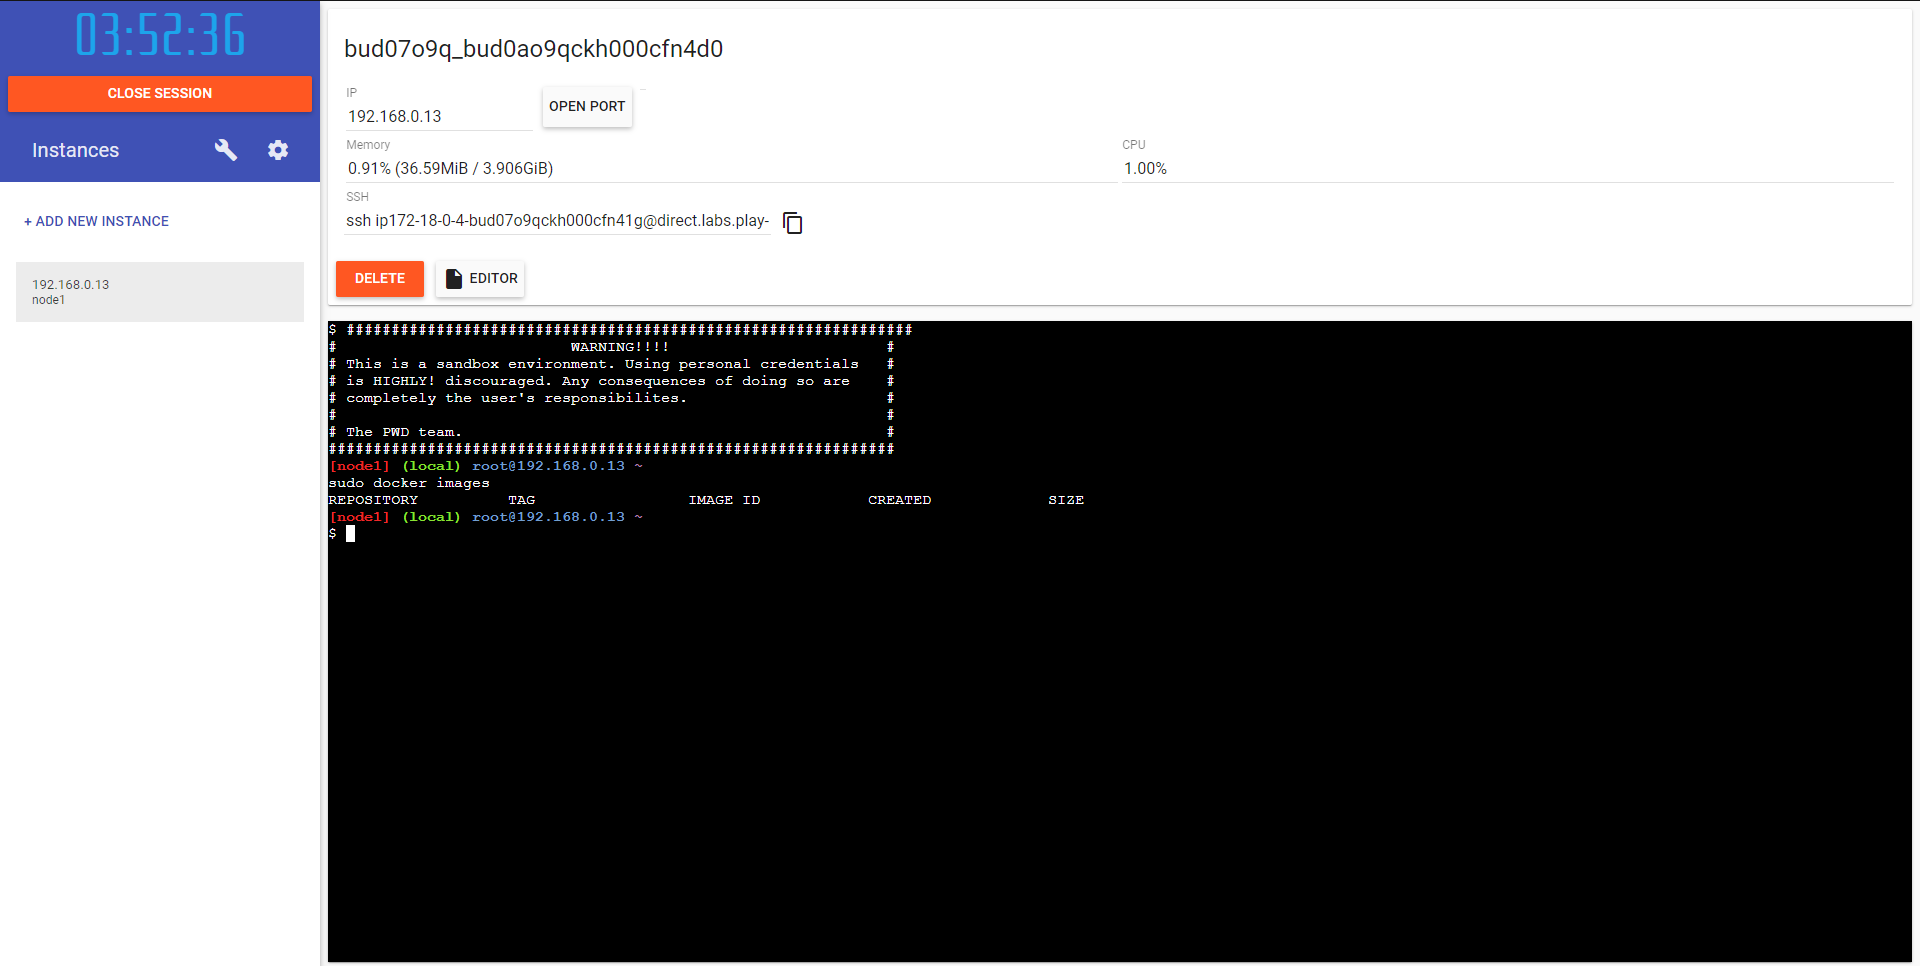 03:52:36
CLOSE SESSION
Instances
+ ADD NEW INSTANCE
192.168.0.13
node1
bud07o9q_bud0ao9qckh000cfn4d0
IP
192.168.0.13
OPEN PORT
Memory
0.91% (36.59MiB / 3.906GiB)
CPU
1.00%
SSH
ssh ip172-18-0-4-bud07o9qckh000cfn41g@direct.labs.play-
DELETE
EDITOR
$ ###############################################################
# WARNING!!!! #
# This is a sandbox environment. Using personal credentials #
# is HIGHLY! discouraged. Any consequences of doing so are #
# completely the user's responsibilites. #
# #
# The PWD team. #
###############################################################
[node1] (local) root@192.168.0.13 ~
sudo docker images
REPOSITORY TAG IMAGE ID CREATED SIZE
[node1] (local) root@192.168.0.13 ~
$